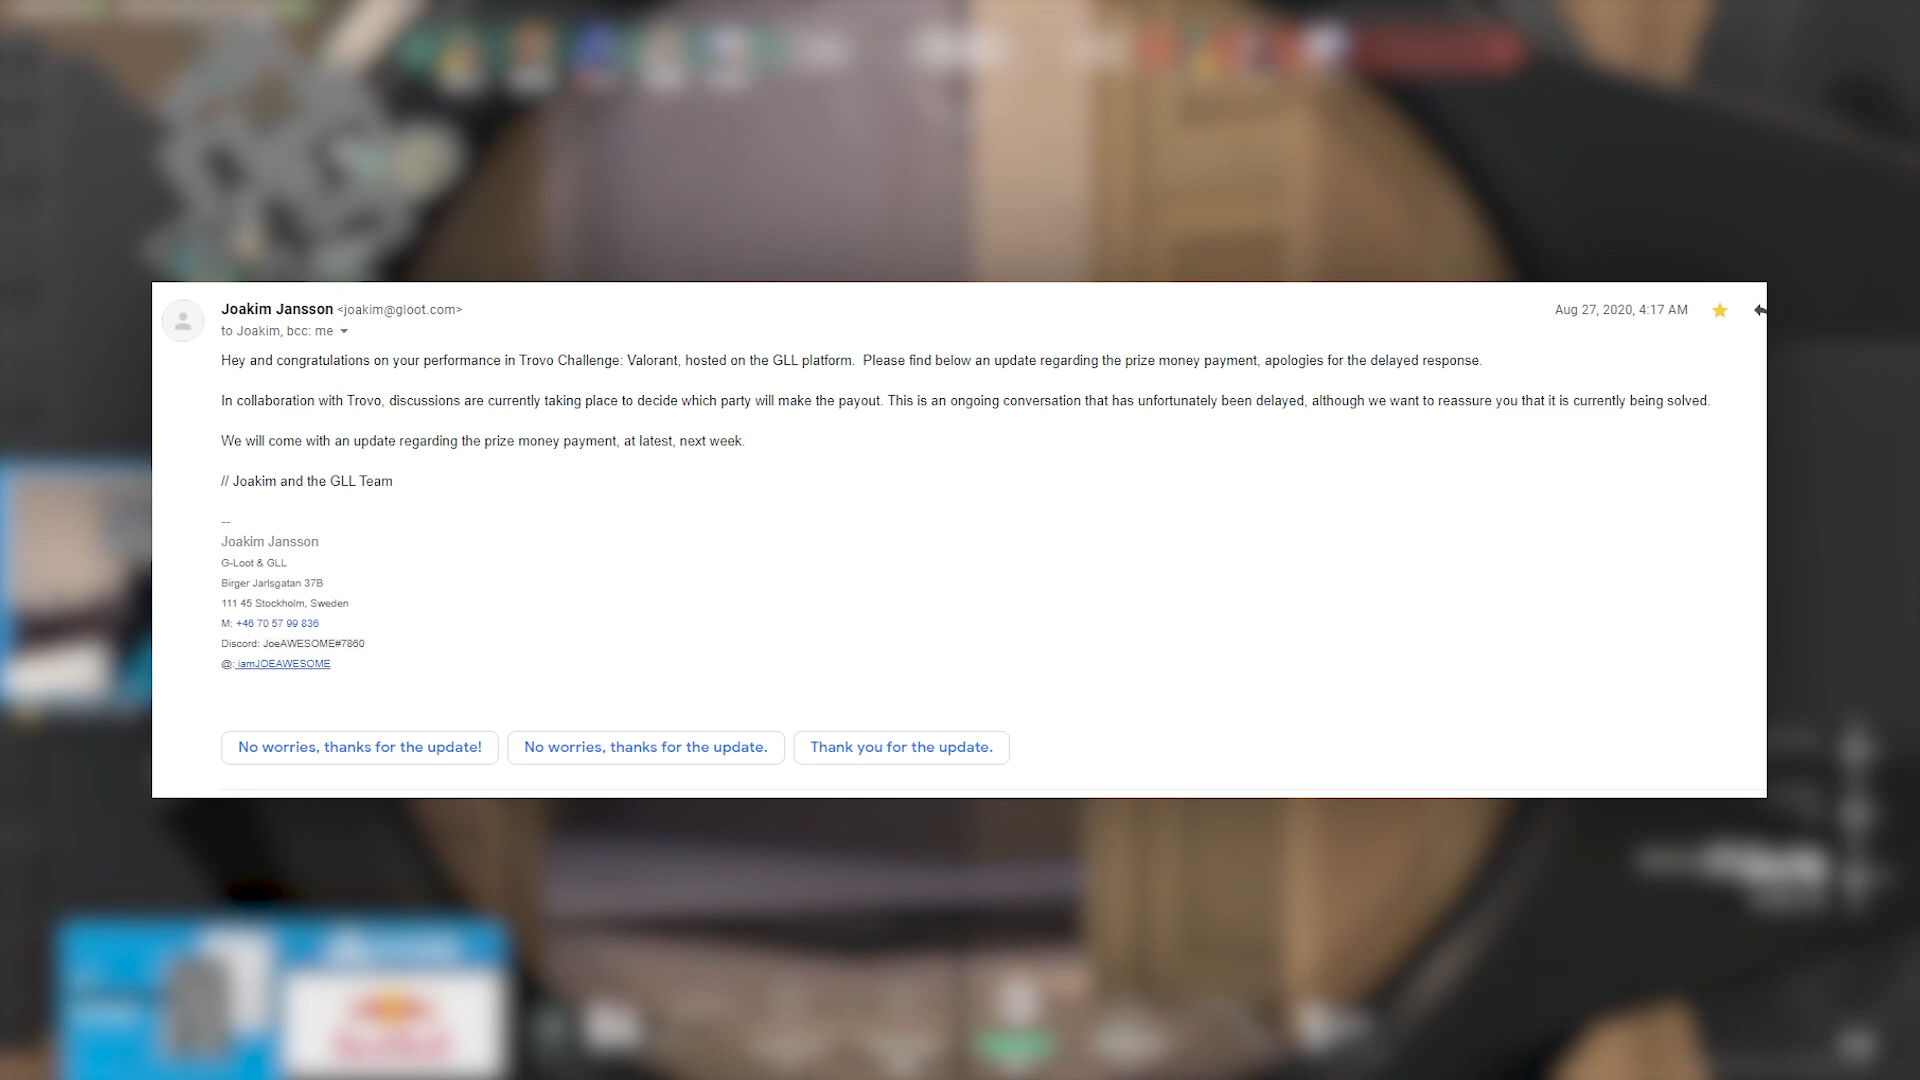 Joakim Jansson <joakim@gloot.com>
Aug 27, 2020, 4:17 AM
to Joakim, bcc: me
Hey and congratulations on your performance in Trovo Challenge: Valorant, hosted on the GLL platform.  Please find below an update regarding the prize money payment, apologies for the delayed response.
In collaboration with Trovo, discussions are currently taking place to decide which party will make the payout. This is an ongoing conversation that has unfortunately been delayed, although we want to reassure you that it is currently being solved.
We will come with an update regarding the prize money payment, at latest, next week.
// Joakim and the GLL Team
--
Joakim Jansson
G-Loot & GLL
Birger Jarlsgatan 37B
111 45 Stockholm, Sweden
M: +46 70 57 99 836
Discord: JoeAWESOME#7860
@: iamJOEAWESOME
No worries, thanks for the update!
No worries, thanks for the update.
Thank you for the update.